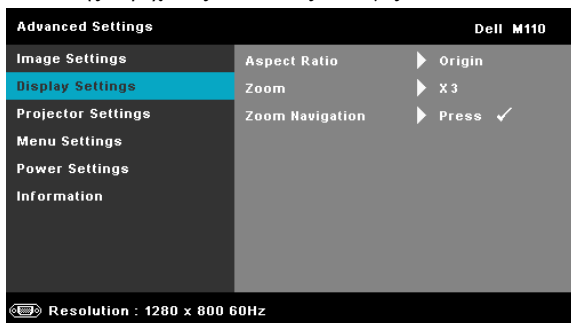 Advanced Settings Dell M110
Image Settings Aspect Ratio Origin
Display Settings Zoom X3
Projector Settings Zoom Navigation Press ✓
Menu Settings
Power Settings
Information
Resolution : 1280 x 800 60Hz